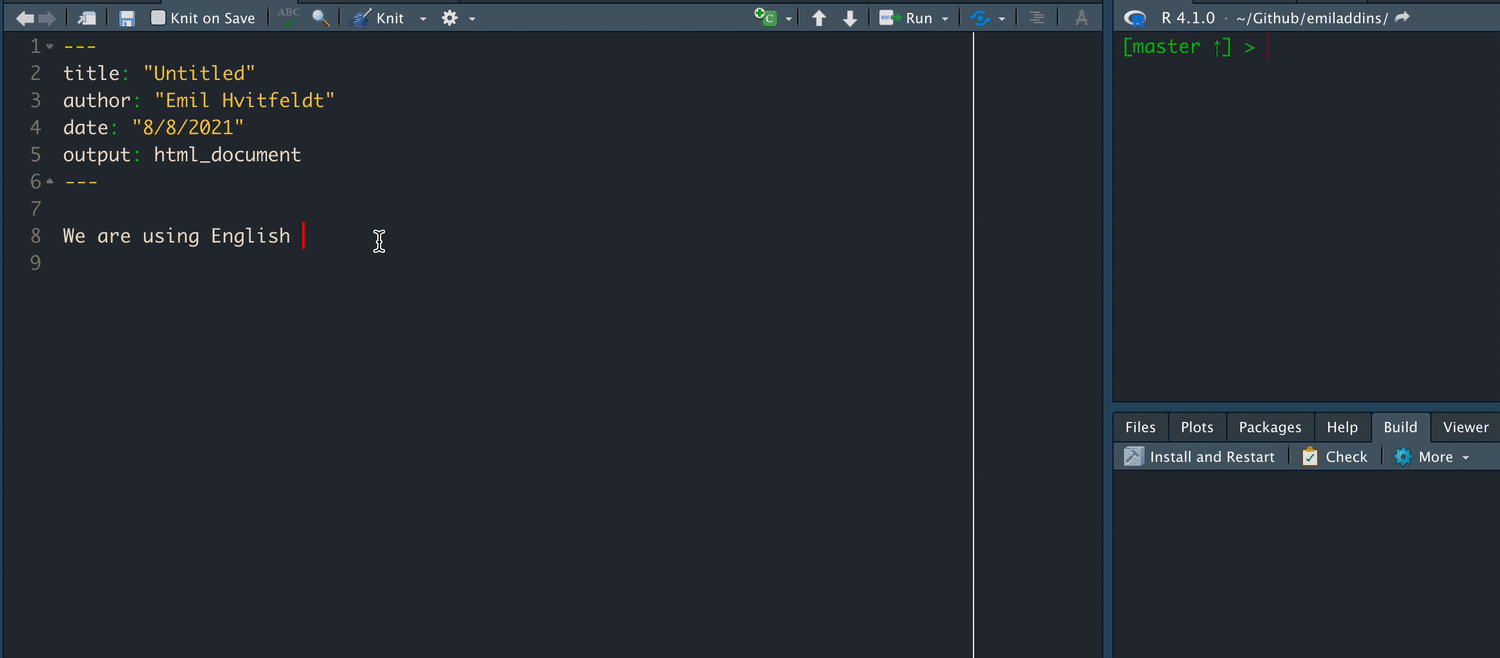 Knit on Save ABC Knit Run
1 ---
2 title: "Untitled"
3 author: "Emil Hvitfeldt"
4 date: "8/8/2021"
5 output: html_document
6 ---
7
8 We are using English
9
R 4.1.0 · ~/Github/emiladdins/
[master ↑] >
Files Plots Packages Help Build Viewer
Install and Restart Check More